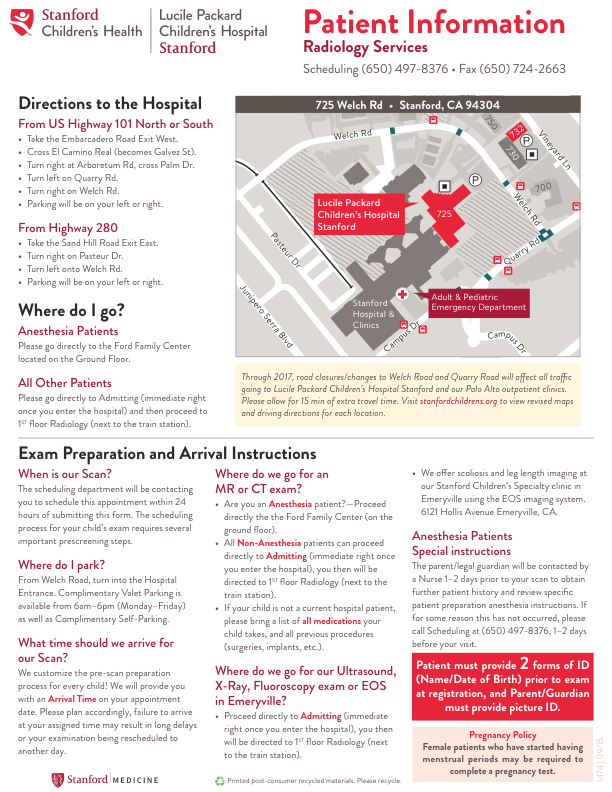 Stanford
Children's Health
Lucile Packard
Children's Hospital
Stanford
Patient Information
Radiology Services
Scheduling (650) 497-8376 • Fax (650) 724-2663
Directions to the Hospital
From US Highway 101 North or South
• Take the Embarcadero Road Exit West.
• Cross El Camino Real (becomes Galvez St).
• Turn right at Arboretum Rd, cross Palm Dr.
• Turn left on Quarry Rd.
• Turn right on Welch Rd.
• Parking will be on your left or right.
From Highway 280
• Take the Sand Hill Road Exit East.
• Turn right on Pasteur Dr.
• Turn left onto Welch Rd.
• Parking will be on your left or right.
Where do I go?
Anesthesia Patients
Please go directly to the Ford Family Center
located on the Ground Floor.
All Other Patients
Please go directly to Admitting (immediate right
once you enter the hospital) and then proceed to
1ST floor Radiology (next to the train station).
725 Welch Rd • Stanford, CA 94304
Welch Rd
750
732
730
P
Vineyard Ln
P
700
Lucile Packard
Children's Hospital
Stanford
725
Welch Rd
Quarry Rd
Pasteur Dr
Junipero Serra Blvd
Stanford
Hospital &
Clinics
Adult & Pediatric
Emergency Department
Campus Dr
Campus Dr
Through 2017, road closures/changes to Welch Road and Quarry Road will affect all traffic
going to Lucile Packard Children's Hospital Stanford and our Palo Alto outpatient clinics.
Please allow for 15 min of extra travel time. Visit stanfordchildrens.org to view revised maps
and driving directions for each location.
Exam Preparation and Arrival Instructions
When is our Scan?
The scheduling department will be contacting
you to schedule this appointment within 24
hours of submitting this form. The scheduling
process for your child's exam requires several
important prescreening steps.
Where do I park?
From Welch Road, turn into the Hospital
Entrance. Complimentary Valet Parking is
available from 6am–6pm (Monday–Friday)
as well as Complimentary Self-Parking.
What time should we arrive for
our Scan?
We customize the pre-scan preparation
process for every child! We will provide you
with an Arrival Time on your appointment
date. Please plan accordingly, failure to arrive
at your assigned time may result in long delays
or your examination being rescheduled to
another day.
Where do we go for an
MR or CT exam?
• Are you an Anesthesia patient?—Proceed
directly the the Ford Family Center (on the
ground floor).
• All Non-Anesthesia patients can proceed
directly to Admitting (immediate right once
you enter the hospital), you then will be
directed to 1ST floor Radiology (next to the
train station).
• If your child is not a current hospital patient,
please bring a list of all medications your
child takes, and all previous procedures
(surgeries, implants, etc.).
Where do we go for our Ultrasound,
X-Ray, Fluoroscopy exam or EOS
in Emeryville?
• Proceed directly to Admitting (immediate
right once you enter the hospital), you then
will be directed to 1ST floor Radiology (next
to the train station).
• We offer scoliosis and leg length imaging at
our Stanford Children's Specialty clinic in
Emeryville using the EOS imaging system.
6121 Hollis Avenue Emeryville, CA.
Anesthesia Patients
Special instructions
The parent/legal guardian will be contacted by
a Nurse 1–2 days prior to your scan to obtain
further patient history and review specific
patient preparation anesthesia instructions. If
for some reason this has not occurred, please
call Scheduling at (650) 497-8376, 1–2 days
before your visit.
Patient must provide 2 forms of ID
(Name/Date of Birth) prior to exam
at registration, and Parent/Guardian
must provide picture ID.
Pregnancy Policy
Female patients who have started having
menstrual periods may be required to
complete a pregnancy test.
Stanford MEDICINE
Printed post-consumer recycled materials. Please recycle.
1474 | 09/15